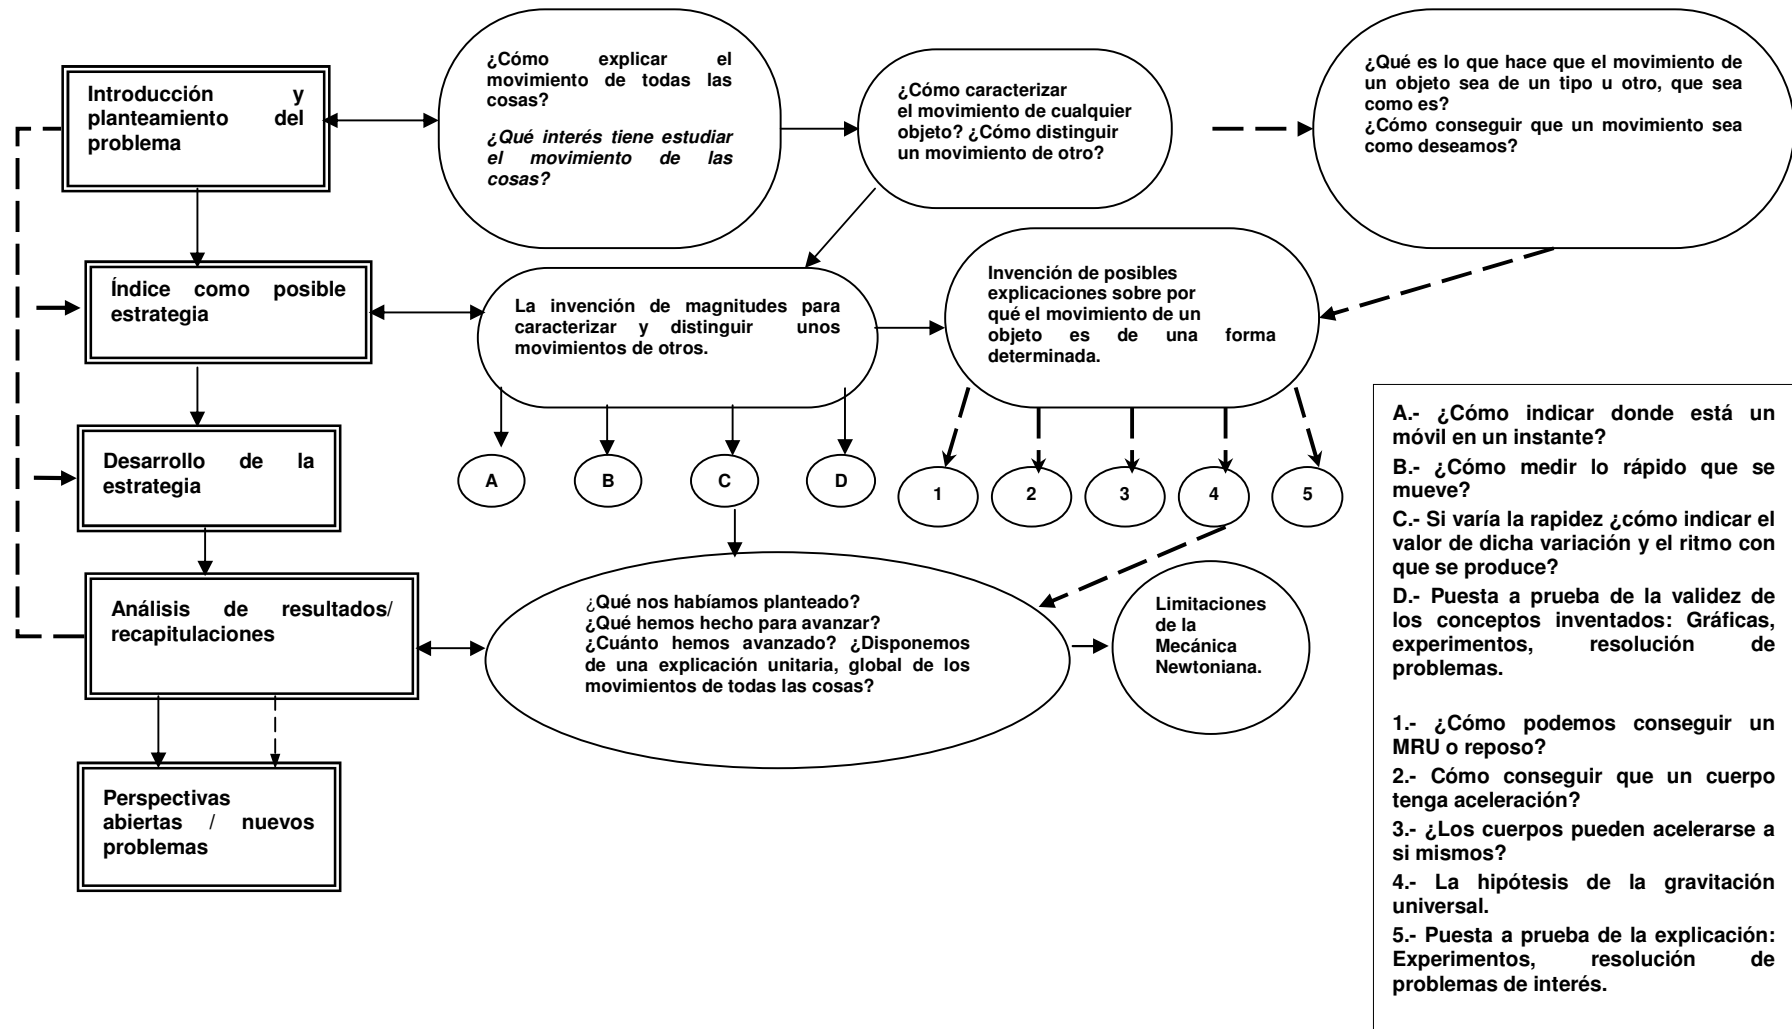 Introducción y
planteamiento del
problema
¿Cómo explicar el
movimiento de todas las
cosas?
¿Qué interés tiene estudiar
el movimiento de las
cosas?
¿Cómo caracterizar
el movimiento de cualquier
objeto? ¿Cómo distinguir
un movimiento de otro?
¿Qué es lo que hace que el movimiento de
un objeto sea de un tipo u otro, que sea
como es?
¿Cómo conseguir que un movimiento sea
como deseamos?
Índice como posible
estrategia
La invención de magnitudes para
caracterizar y distinguir unos
movimientos de otros.
Invención de posibles
explicaciones sobre por
qué el movimiento de un
objeto es de una forma
determinada.
Desarrollo de la
estrategia
A
B
C
D
1
2
3
4
5
Análisis de resultados/
recapitulaciones
¿Qué nos habíamos planteado?
¿Qué hemos hecho para avanzar?
¿Cuánto hemos avanzado? ¿Disponemos
de una explicación unitaria, global de los
movimientos de todas las cosas?
Limitaciones
de la
Mecánica
Newtoniana.
Perspectivas
abiertas / nuevos
problemas
A.- ¿Cómo indicar donde está un
móvil en un instante?
B.- ¿Cómo medir lo rápido que se
mueve?
C.- Si varía la rapidez ¿cómo indicar el
valor de dicha variación y el ritmo con
que se produce?
D.- Puesta a prueba de la validez de
los conceptos inventados: Gráficas,
experimentos, resolución de
problemas.
1.- ¿Cómo podemos conseguir un
MRU o reposo?
2.- Cómo conseguir que un cuerpo
tenga aceleración?
3.- ¿Los cuerpos pueden acelerarse a
si mismos?
4.- La hipótesis de la gravitación
universal.
5.- Puesta a prueba de la explicación:
Experimentos, resolución de
problemas de interés.